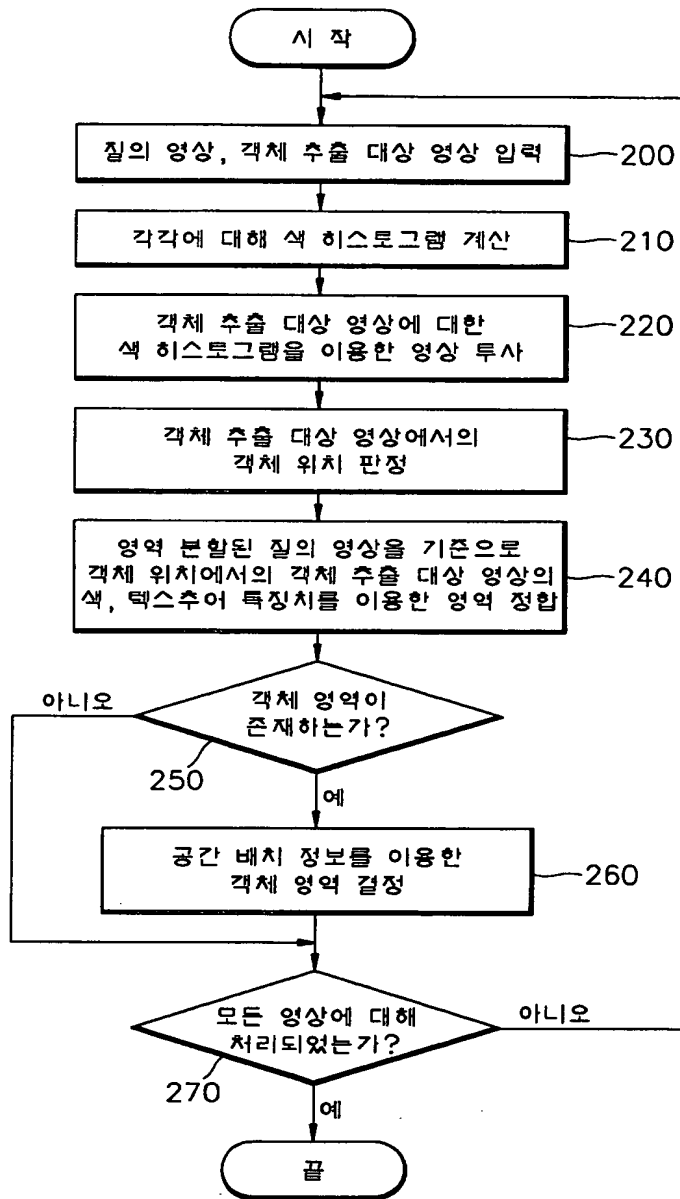 시 작
질의 영상, 객체 추출 대상 영상 입력
200
각각에 대해 색 히스토그램 계산
210
객체 추출 대상 영상에 대한
색 히스토그램을 이용한 영상 투사
220
객체 추출 대상 영상에서의
객체 위치 판정
230
영역 분할된 질의 영상을 기준으로
객체 위치에서의 객체 추출 대상 영상의
색, 텍스추어 특징치를 이용한 영역 정합
240
객체 영역이
존재하는가?
아니오
250
예
공간 배치 정보를 이용한
객체 영역 결정
260
모든 영상에 대해
처리되었는가?
아니오
270
예
끝